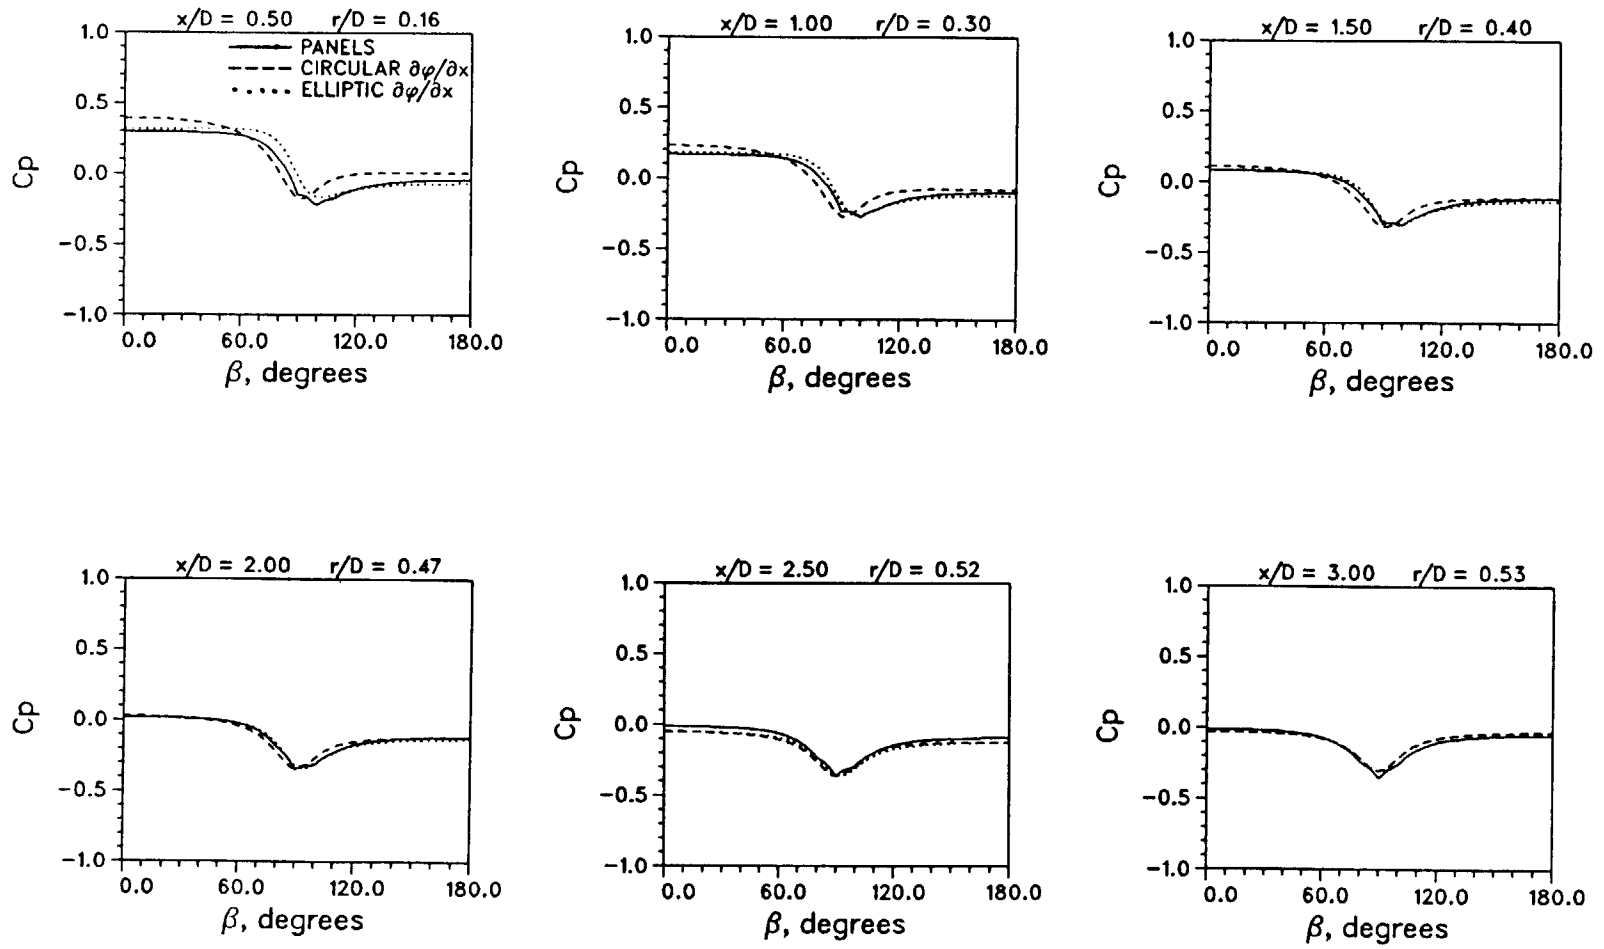 x/D = 0.50 r/D = 0.16
1.0
0.5
0.0
−0.5
−1.0
Cp
PANELS
CIRCULAR ∂φ/∂x
ELLIPTIC ∂φ/∂x
0.0 60.0 120.0 180.0
β, degrees
x/D = 1.00 r/D = 0.30
1.0
0.5
0.0
−0.5
−1.0
Cp
0.0 60.0 120.0 180.0
β, degrees
x/D = 1.50 r/D = 0.40
1.0
0.5
0.0
−0.5
−1.0
Cp
0.0 60.0 120.0 180.0
β, degrees
x/D = 2.00 r/D = 0.47
1.0
0.5
0.0
−0.5
−1.0
Cp
0.0 60.0 120.0 180.0
β, degrees
x/D = 2.50 r/D = 0.52
1.0
0.5
0.0
−0.5
−1.0
Cp
0.0 60.0 120.0 180.0
β, degrees
x/D = 3.00 r/D = 0.53
1.0
0.5
0.0
−0.5
−1.0
Cp
0.0 60.0 120.0 180.0
β, degrees